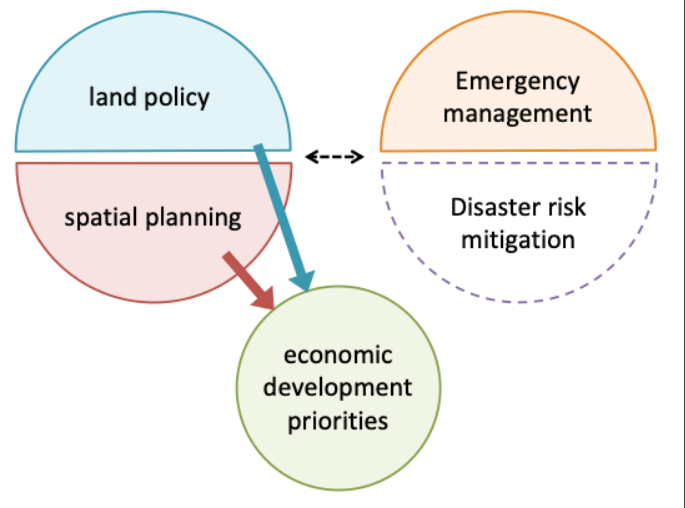 land policy
spatial planning
Emergency
management
Disaster risk
mitigation
economic
development
priorities